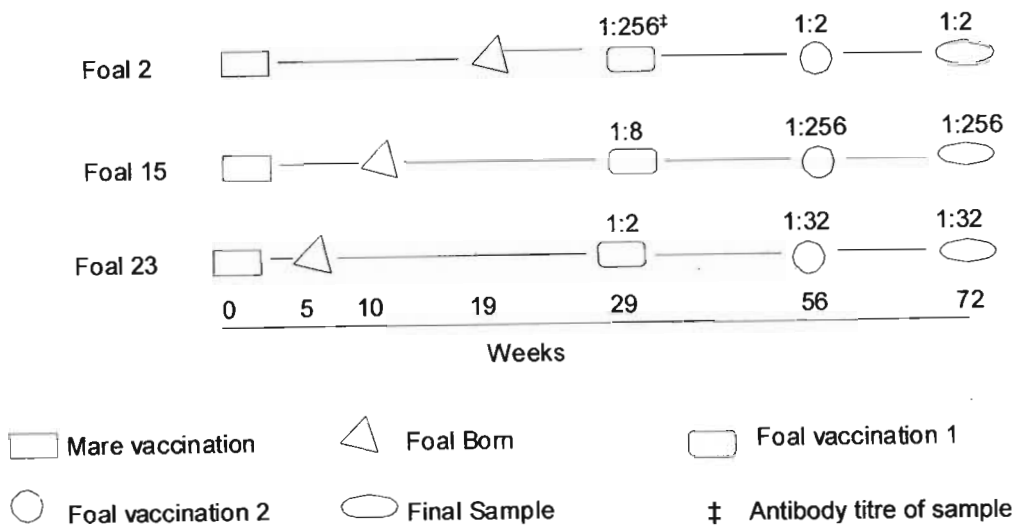 1:256‡ 1:2 1:2
Foal 2
1:8 1:256 1:256
Foal 15
1:2 1:32 1:32
Foal 23
0 5 10 19 29 56 72
Weeks
Mare vaccination Foal Born Foal vaccination 1
Foal vaccination 2 Final Sample ‡ Antibody titre of sample